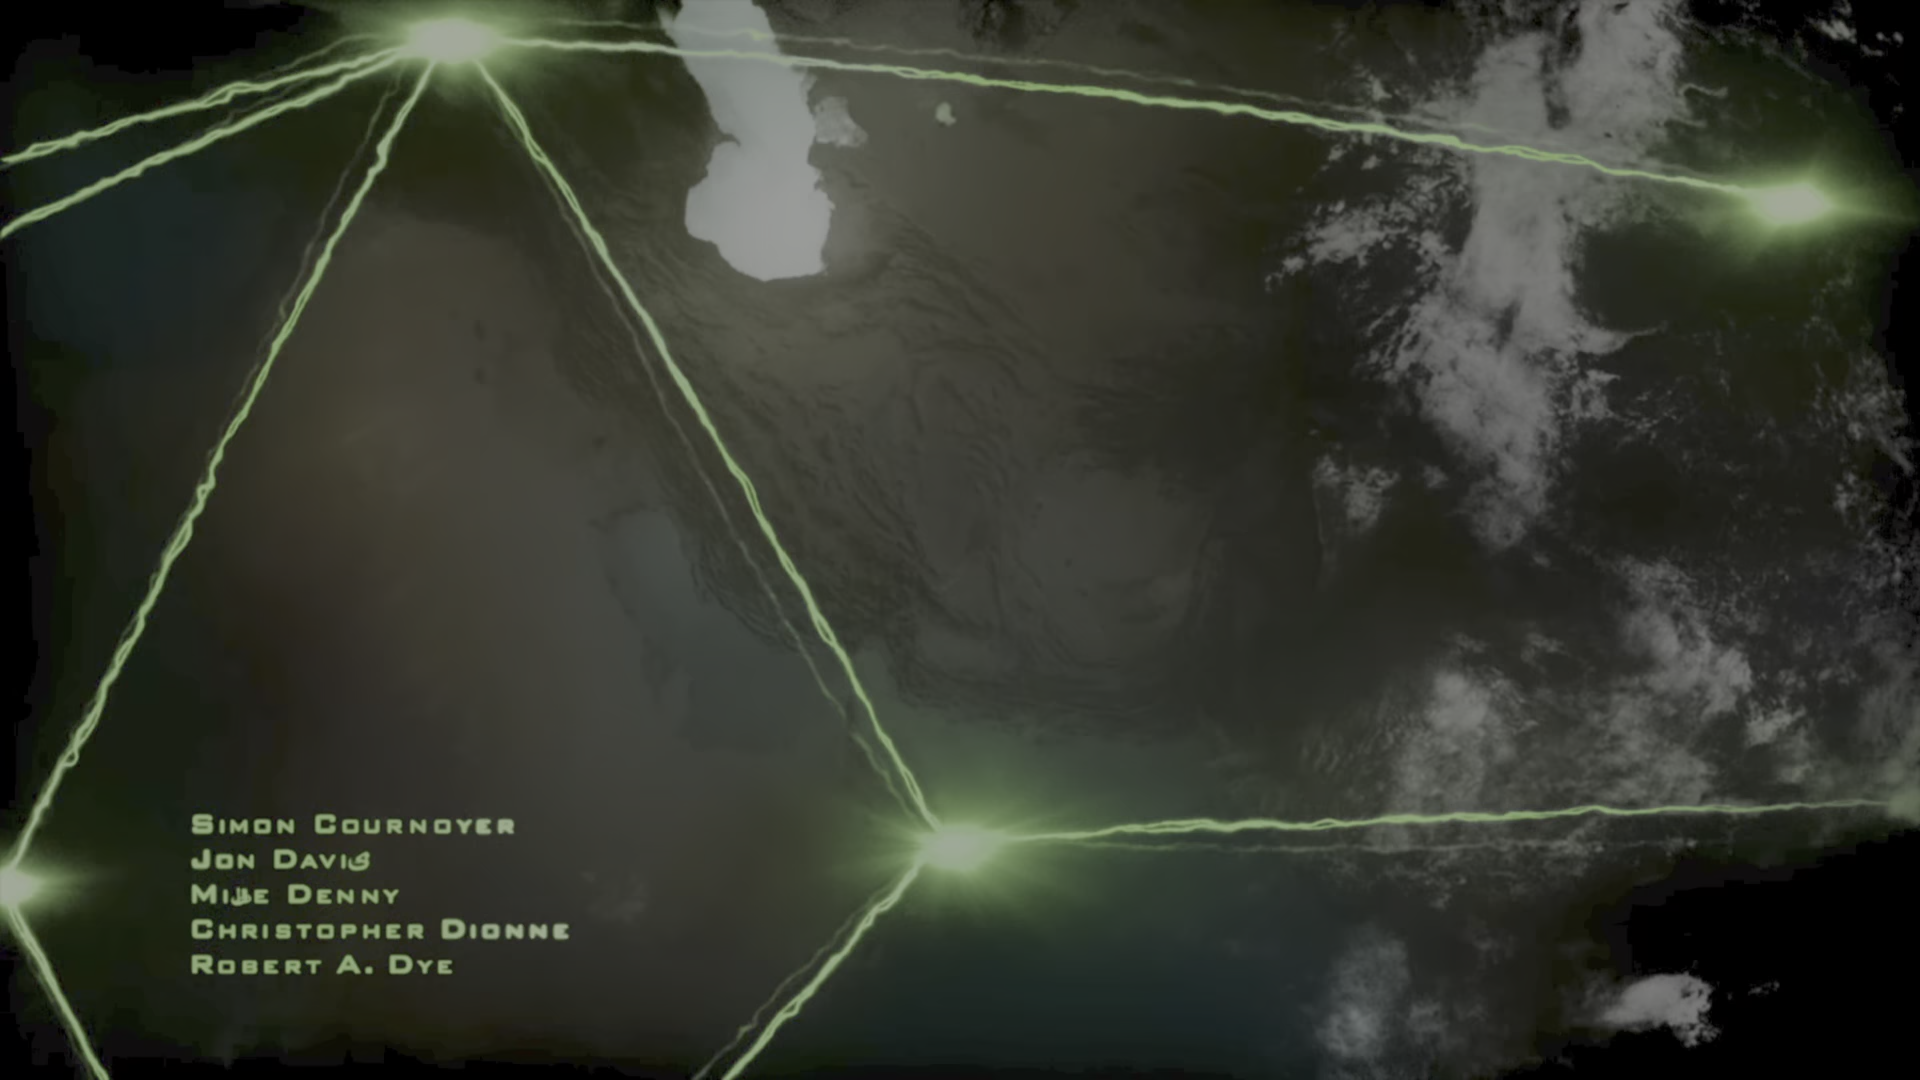 Simon Cournoyer
Jon Davis
Mike Denny
Christopher Dionne
Robert A. Dye